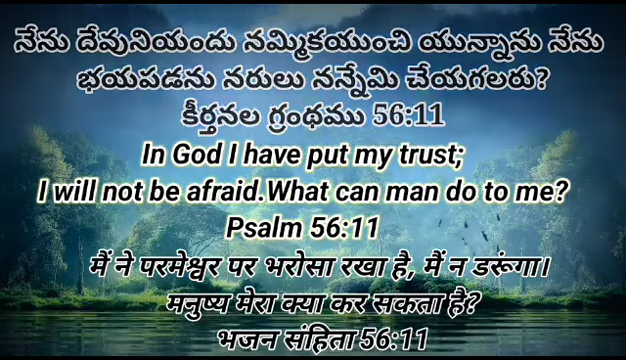 నేను దేవునియందు నమ్మికయుంచి యున్నాను నేను
భయపడను నరులు నన్నేమి చేయగలరు?
కీర్తనల గ్రంథము 56:11
In God I have put my trust;
I will not be afraid.What can man do to me?
Psalm 56:11
मैं ने परमेश्वर पर भरोसा रखा है, मैं न डरूंगा।
मनुष्य मेरा क्या कर सकता है?
भजन संहिता 56:11